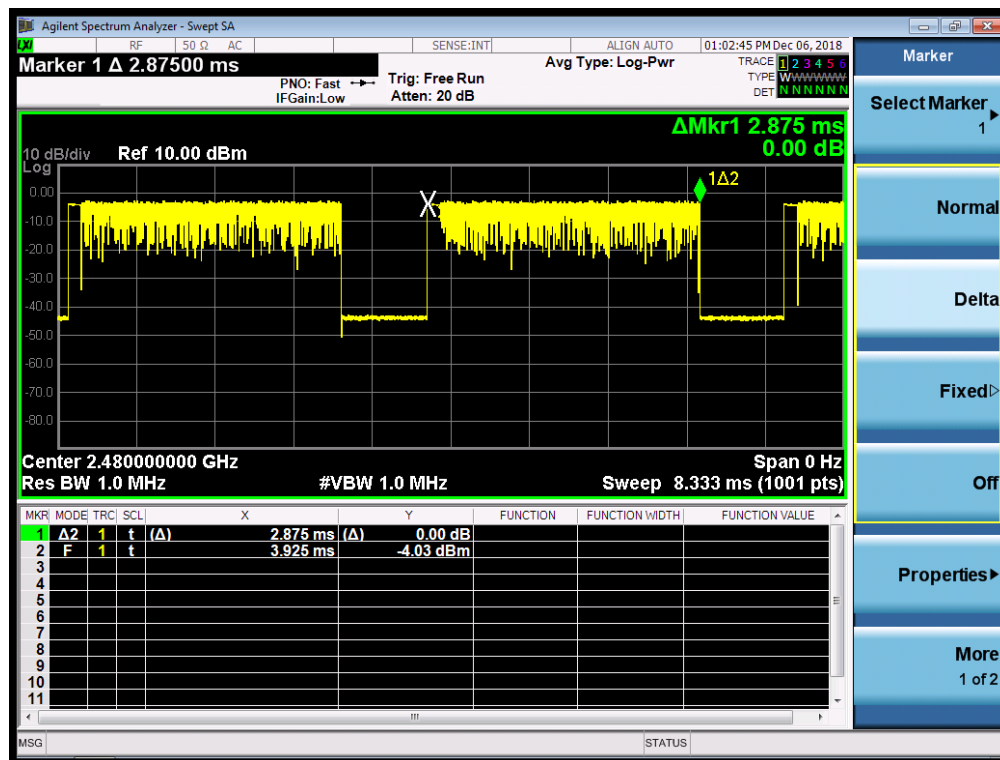 Agilent Spectrum Analyzer - Swept SA
LXI RF 50 Ω AC SENSE:INT ALIGN AUTO 01:02:45 PM Dec 06, 2018
Marker 1 Δ 2.87500 ms
PNO: Fast
IFGain:Low
Trig: Free Run
Atten: 20 dB
Avg Type: Log-Pwr
TRACE 1 2 3 4 5 6
TYPE WWWWWWW
DET N N N N N N
ΔMkr1 2.875 ms
0.00 dB
10 dB/div Ref 10.00 dBm
Log
0.00
-10.0
-20.0
-30.0
-40.0
-50.0
-60.0
-70.0
-80.0
1Δ2
Center 2.480000000 GHz Span 0 Hz
Res BW 1.0 MHz #VBW 1.0 MHz Sweep 8.333 ms (1001 pts)
MKR MODE TRC SCL X Y FUNCTION FUNCTION WIDTH FUNCTION VALUE
1 Δ2 1 t (Δ) 2.875 ms (Δ) 0.00 dB
2 F 1 t 3.925 ms -4.03 dBm
3
4
5
6
7
8
9
10
11
MSG STATUS
Marker
Select Marker
1
Normal
Delta
Fixed
Off
Properties
More
1 of 2